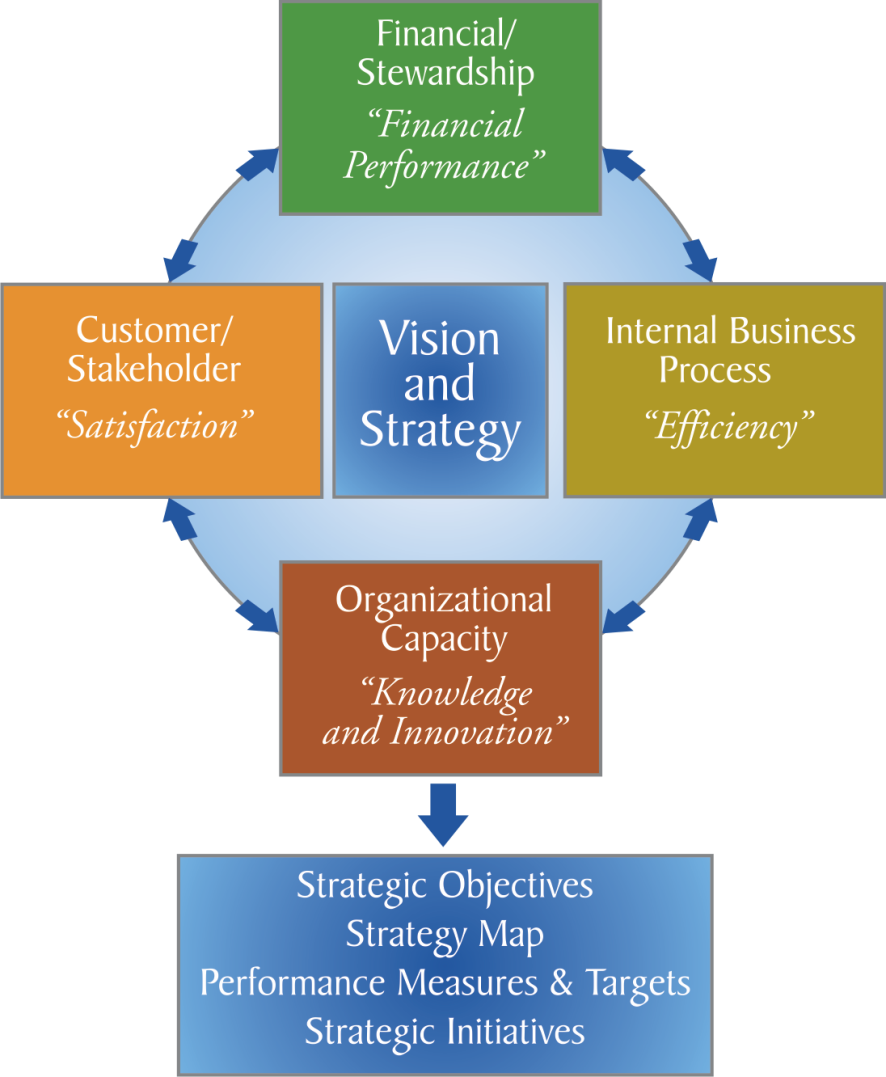 Financial/
Stewardship
“Financial
Performance”
Customer/
Stakeholder
“Satisfaction”
Vision
and
Strategy
Internal Business
Process
“Efficiency”
Organizational
Capacity
“Knowledge
and Innovation”
Strategic Objectives
Strategy Map
Performance Measures & Targets
Strategic Initiatives